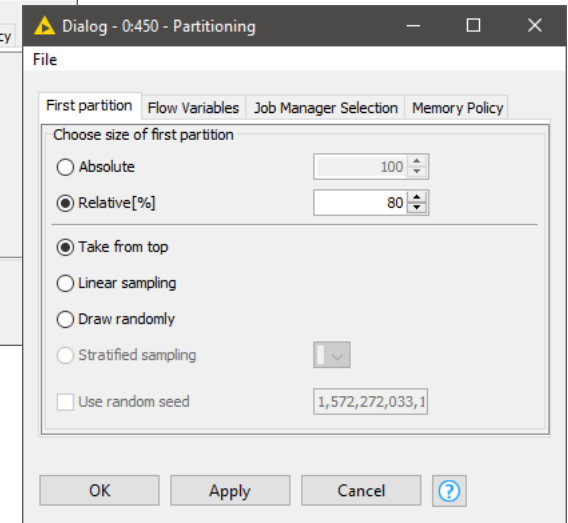 cy
Dialog - 0:450 - Partitioning
File
First partition Flow Variables Job Manager Selection Memory Policy
Choose size of first partition
Absolute 100
Relative[%] 80
Take from top
Linear sampling
Draw randomly
Stratified sampling
Use random seed 1,572,272,033,1
OK Apply Cancel ?